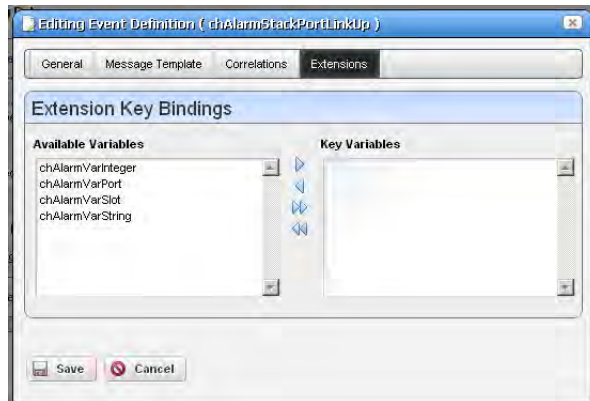 Editing Event Definition ( chAlarmStackPortLinkUp )
General Message Template Correlations Extensions
Extension Key Bindings
Available Variables Key Variables
chAlarmVarInteger
chAlarmVarPort
chAlarmVarSlot
chAlarmVarString
Save Cancel